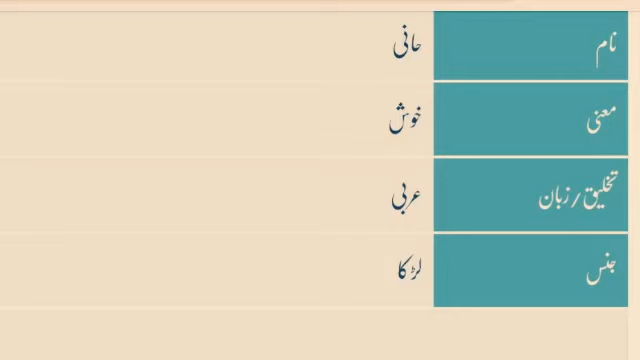 نام حانی
معنی خوش
تخلیق/زبان عربی
جنس لڑکا